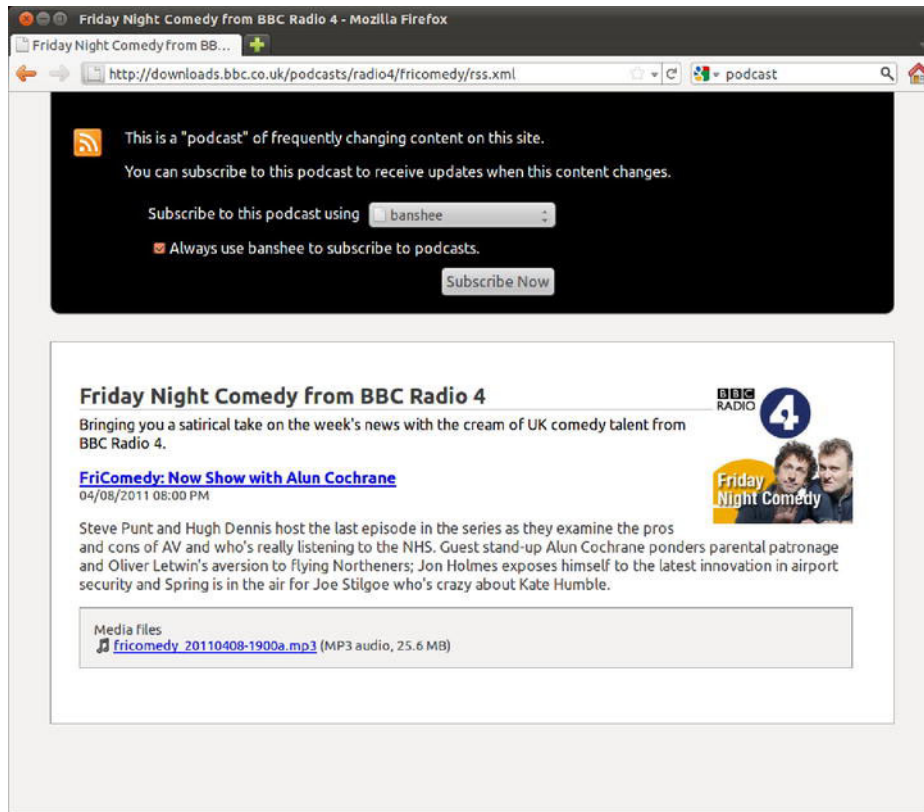 Friday Night Comedy from BBC Radio 4 - Mozilla Firefox
Friday Night Comedy from BB...
http://downloads.bbc.co.uk/podcasts/radio4/fricomedy/rss.xml
podcast
This is a "podcast" of frequently changing content on this site.
You can subscribe to this podcast to receive updates when this content changes.
Subscribe to this podcast using banshee
Always use banshee to subscribe to podcasts.
Subscribe Now
Friday Night Comedy from BBC Radio 4
BBC
RADIO 4
Bringing you a satirical take on the week's news with the cream of UK comedy talent from
BBC Radio 4.
Friday
Night Comedy
FriComedy: Now Show with Alun Cochrane
04/08/2011 08:00 PM
Steve Punt and Hugh Dennis host the last episode in the series as they examine the pros
and cons of AV and who's really listening to the NHS. Guest stand-up Alun Cochrane ponders parental patronage
and Oliver Letwin's aversion to flying Northeners; Jon Holmes exposes himself to the latest innovation in airport
security and Spring is in the air for Joe Stilgoe who's crazy about Kate Humble.
Media files
fricomedy_20110408-1900a.mp3 (MP3 audio, 25.6 MB)